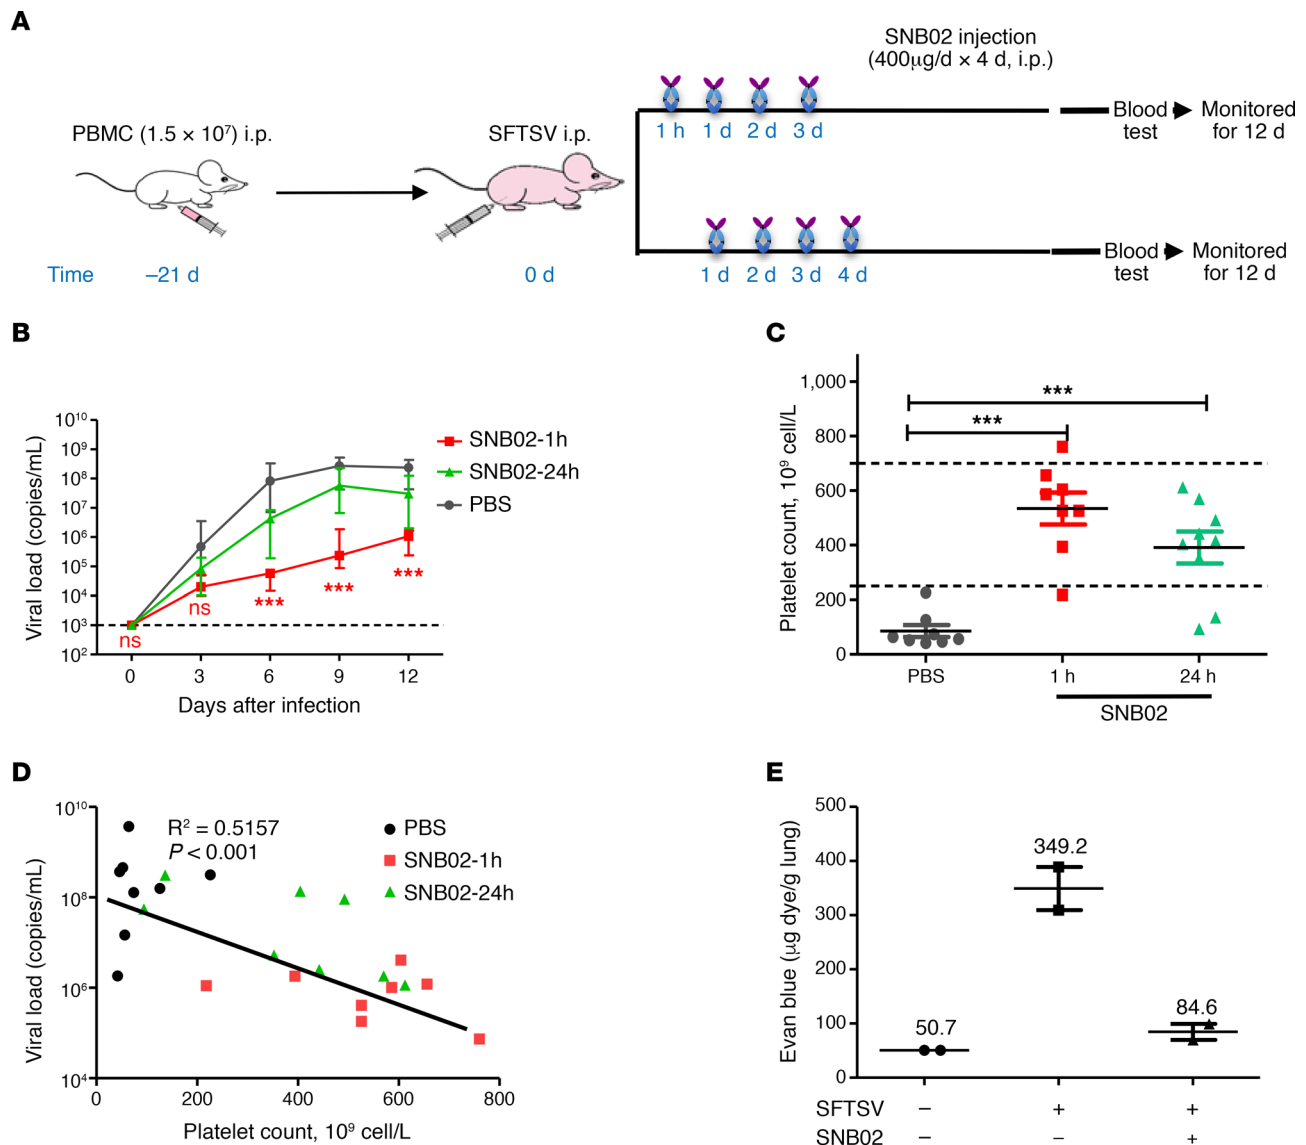 A
SNB02 injection
(400μg/d × 4 d, i.p.)
PBMC (1.5 × 10⁷) i.p.
SFTSV i.p.
1 h 1 d 2 d 3 d
Blood test
Monitored for 12 d
1 d 2 d 3 d 4 d
Blood test
Monitored for 12 d
Time –21 d 0 d
B
Viral load (copies/mL)
10¹⁰
10⁹
10⁸
10⁷
10⁶
10⁵
10⁴
10³
10²
SNB02-1h
SNB02-24h
PBS
ns
ns
***
***
***
0 3 6 9 12
Days after infection
C
Platelet count, 10⁹ cell/L
1,000
800
600
400
200
0
***
***
PBS 1 h 24 h
SNB02
D
Viral load (copies/mL)
10¹⁰
10⁸
10⁶
10⁴
R² = 0.5157
P < 0.001
PBS
SNB02-1h
SNB02-24h
0 200 400 600 800
Platelet count, 10⁹ cell/L
E
Evan blue (μg dye/g lung)
500
400
300
200
100
0
50.7
349.2
84.6
SFTSV – + +
SNB02 – – +